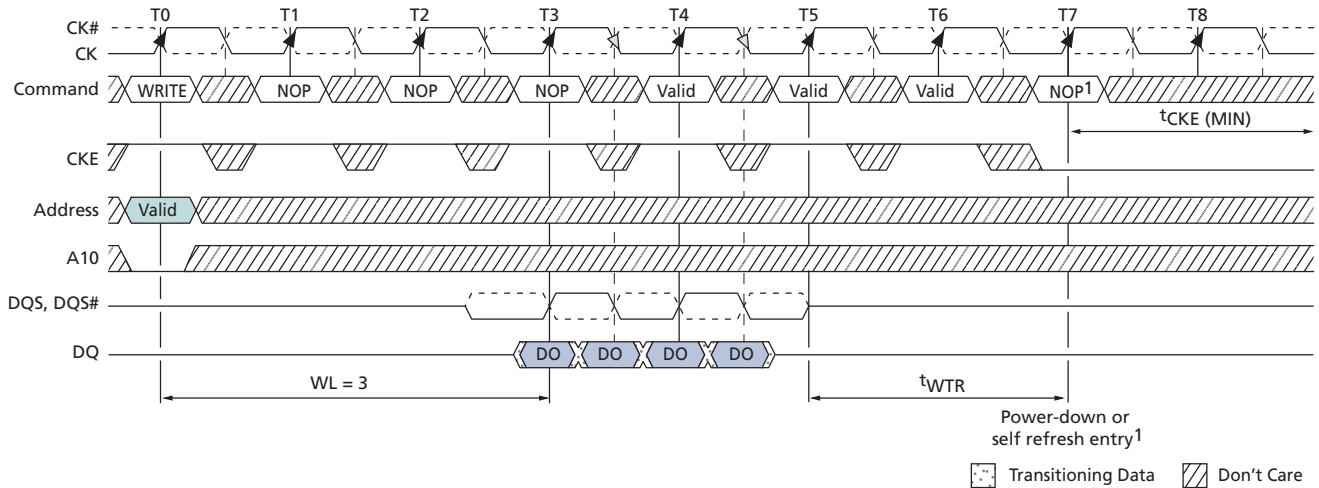 T0 T1 T2 T3 T4 T5 T6 T7 T8
CK#
CK
Command WRITE NOP NOP NOP Valid Valid Valid NOP1
tCKE (MIN)
CKE
Address Valid
A10
DQS, DQS#
DQ DO DO DO DO
WL = 3 tWTR
Power-down or
self refresh entry1
Transitioning Data Don't Care